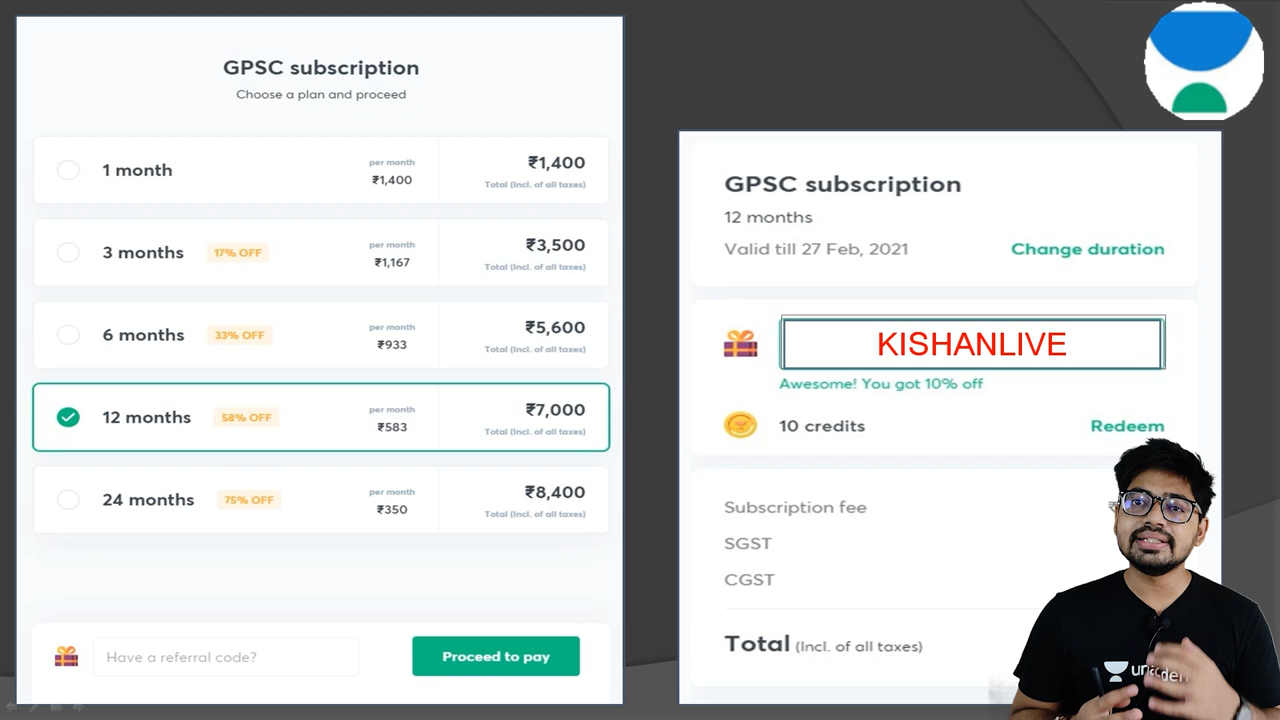 GPSC subscription
Choose a plan and proceed
1 month
per month
₹1,400
₹1,400
Total (Incl. of all taxes)
3 months
17% OFF
per month
₹1,167
₹3,500
Total (Incl. of all taxes)
6 months
33% OFF
per month
₹933
₹5,600
Total (Incl. of all taxes)
12 months
58% OFF
per month
₹583
₹7,000
Total (Incl. of all taxes)
24 months
75% OFF
per month
₹350
₹8,400
Total (Incl. of all taxes)
Have a referral code?
Proceed to pay
GPSC subscription
12 months
Valid till 27 Feb, 2021
Change duration
KISHANLIVE
Awesome! You got 10% off
10 credits
Redeem
Subscription fee
SGST
CGST
Total (Incl. of all taxes)